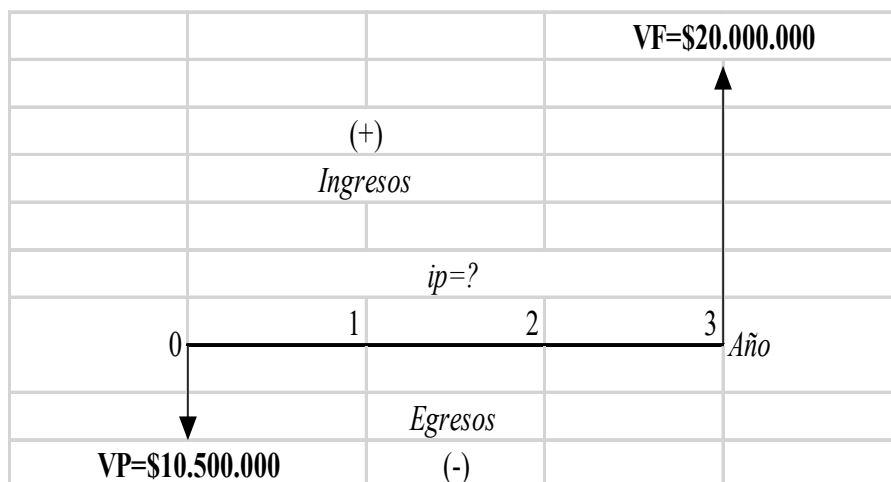 VF=$20.000.000
(+)
Ingresos
ip=?
0 1 2 3 Año
Egresos
VP=$10.500.000 (-)